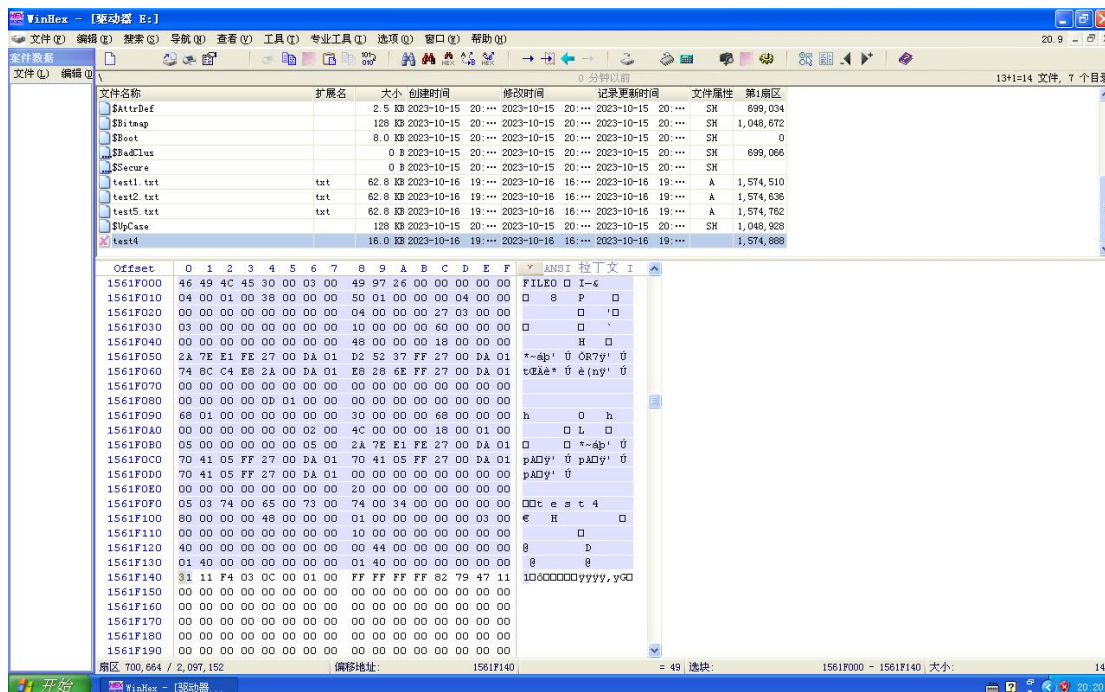 WinHex - [驱动器 E:]
文件(F) 编辑(E) 搜索(S) 导航(N) 查看(V) 工具(T) 专业工具(I) 选项(O) 窗口(W) 帮助(H) 20.9
案件数据
文件(L) 编辑(D
\ 0 分钟以前 13+1=14 文件, 7 个目录
文件名称 扩展名 大小 创建时间 修改时间 记录更新时间 文件属性 第1扇区
$AttrDef 2.5 KB 2023-10-15 20:... 2023-10-15 20:... 2023-10-15 20:... SH 699,034
$Bitmap 128 KB 2023-10-15 20:... 2023-10-15 20:... 2023-10-15 20:... SH 1,048,672
$Boot 8.0 KB 2023-10-15 20:... 2023-10-15 20:... 2023-10-15 20:... SH 0
$BadClus 0 B 2023-10-15 20:... 2023-10-15 20:... 2023-10-15 20:... SH 699,066
$Secure 0 B 2023-10-15 20:... 2023-10-15 20:... 2023-10-15 20:... SH
test1.txt txt 62.8 KB 2023-10-16 19:... 2023-10-16 16:... 2023-10-16 19:... A 1,574,510
test2.txt txt 62.8 KB 2023-10-16 19:... 2023-10-16 16:... 2023-10-16 19:... A 1,574,636
test5.txt txt 62.8 KB 2023-10-16 19:... 2023-10-16 16:... 2023-10-16 19:... A 1,574,762
$UpCase 128 KB 2023-10-15 20:... 2023-10-15 20:... 2023-10-15 20:... SH 1,048,928
test4 16.0 KB 2023-10-16 19:... 2023-10-16 16:... 2023-10-16 19:... 1,574,888
Offset 0 1 2 3 4 5 6 7 8 9 A B C D E F ANSI 拉丁文 I
1561F000 46 49 4C 45 30 00 03 00 49 97 26 00 00 00 00 00 FILE0 □ I—&
1561F010 04 00 01 00 38 00 00 00 50 01 00 00 00 04 00 00 □ 8 P □
1561F020 00 00 00 00 00 00 00 00 04 00 00 00 27 03 00 00 □ '□
1561F030 03 00 00 00 00 00 00 00 10 00 00 00 60 00 00 00 □ □ `
1561F040 00 00 00 00 00 00 00 00 48 00 00 00 18 00 00 00 H □
1561F050 2A 7E E1 FE 27 00 DA 01 D2 52 37 FF 27 00 DA 01 *~áþ' Ú ÒR7ÿ' Ú
1561F060 74 8C C4 E8 2A 00 DA 01 E8 28 6E FF 27 00 DA 01 tŒÄè* Ú è(nÿ' Ú
1561F070 00 00 00 00 00 00 00 00 00 00 00 00 00 00 00 00
1561F080 00 00 00 00 0D 01 00 00 00 00 00 00 00 00 00 00
1561F090 68 01 00 00 00 00 00 00 30 00 00 00 68 00 00 00 h 0 h
1561F0A0 00 00 00 00 00 00 02 00 4C 00 00 00 18 00 01 00 □ L □
1561F0B0 05 00 00 00 00 00 05 00 2A 7E E1 FE 27 00 DA 01 □ □ *~áþ' Ú
1561F0C0 70 41 05 FF 27 00 DA 01 70 41 05 FF 27 00 DA 01 pA□ÿ' Ú pA□ÿ' Ú
1561F0D0 70 41 05 FF 27 00 DA 01 00 00 00 00 00 00 00 00 pA□ÿ' Ú
1561F0E0 00 00 00 00 00 00 00 00 20 00 00 00 00 00 00 00
1561F0F0 05 03 74 00 65 00 73 00 74 00 34 00 00 00 00 00 □□t e s t 4
1561F100 80 00 00 00 48 00 00 00 01 00 00 00 00 00 03 00 € H □
1561F110 00 00 00 00 00 00 00 00 10 00 00 00 00 00 00 00 □
1561F120 40 00 00 00 00 00 00 00 00 44 00 00 00 00 00 00 @ D
1561F130 01 40 00 00 00 00 00 00 01 40 00 00 00 00 00 00 @ @
1561F140 31 11 F4 03 0C 00 01 00 FF FF FF FF 82 79 47 11 1□ô□□□□□ÿÿÿÿ‚yG□
1561F150 00 00 00 00 00 00 00 00 00 00 00 00 00 00 00 00
1561F160 00 00 00 00 00 00 00 00 00 00 00 00 00 00 00 00
1561F170 00 00 00 00 00 00 00 00 00 00 00 00 00 00 00 00
1561F180 00 00 00 00 00 00 00 00 00 00 00 00 00 00 00 00
1561F190 00 00 00 00 00 00 00 00 00 00 00 00 00 00 00 00
扇区 700,664 / 2,097,152 偏移地址: 1561F140 = 49 选块: 1561F000 - 1561F140 大小: 14
开始 WinHex - [驱动器... 20:20